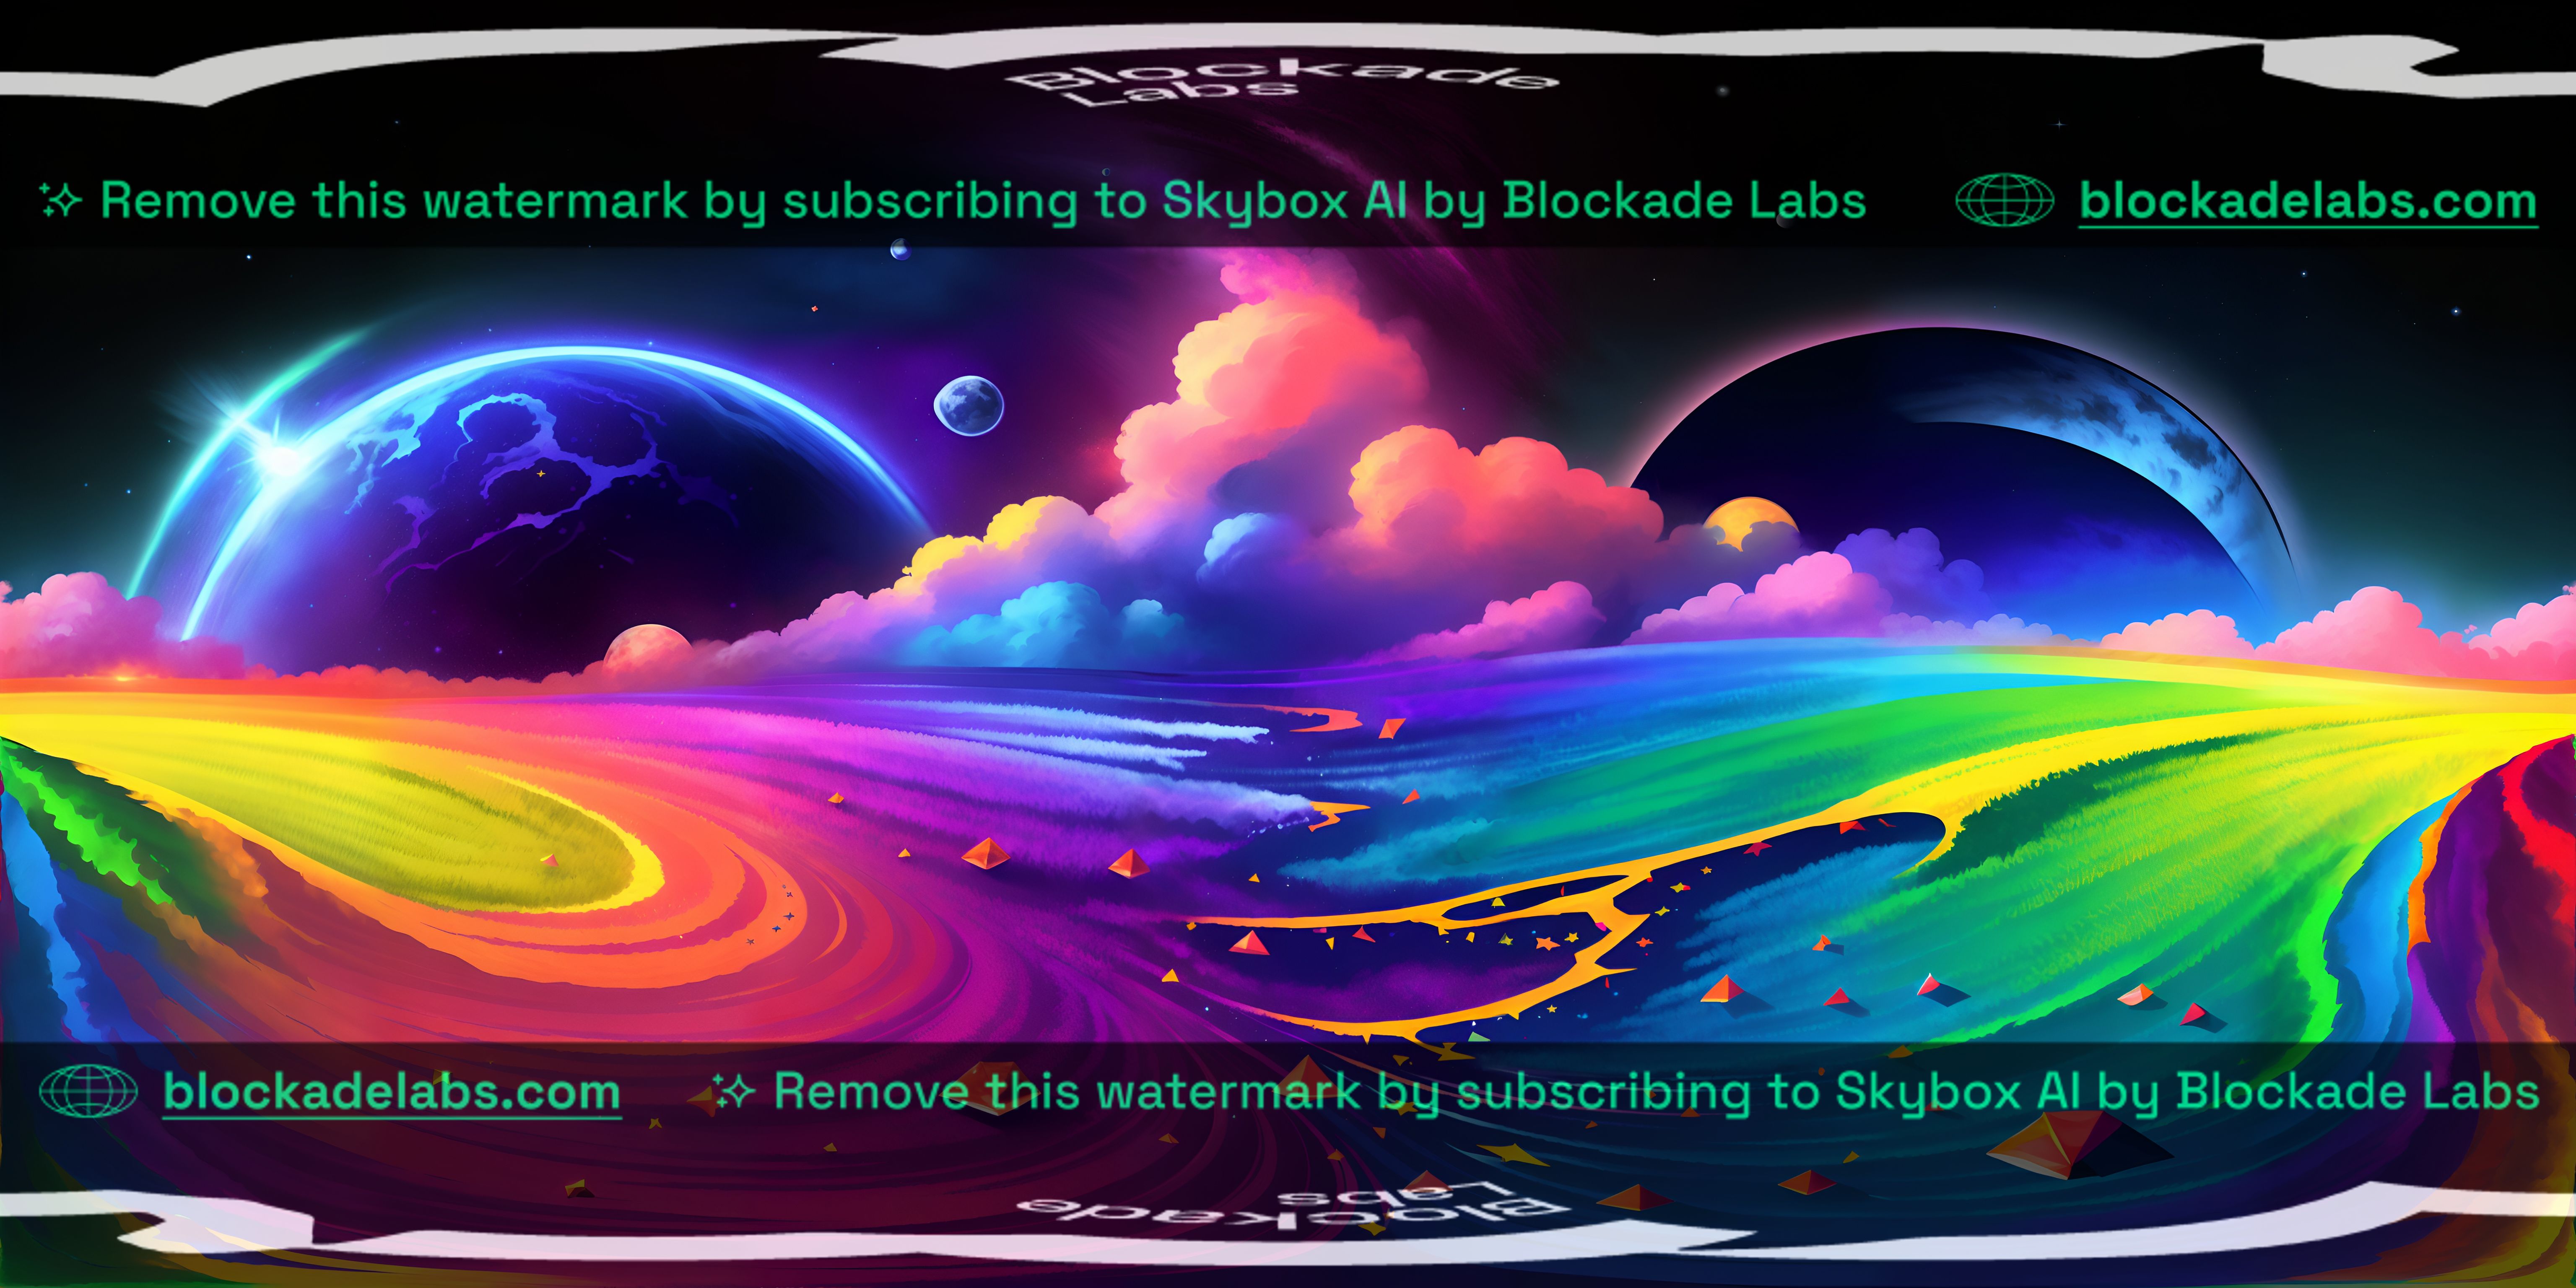 Blockade
Labs
Remove this watermark by subscribing to Skybox AI by Blockade Labs
blockadelabs.com
blockadelabs.com
Remove this watermark by subscribing to Skybox AI by Blockade Labs
Labs
Blockade